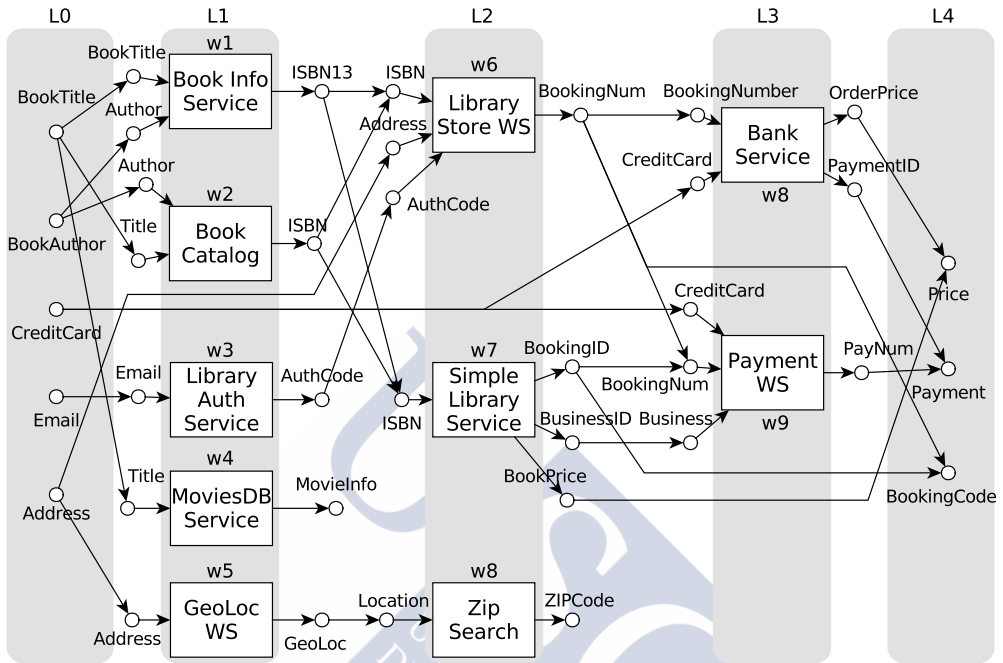 L0
L1
L2
L3
L4
w1
BookTitle
Book Info
Service
ISBN13
ISBN
w6
Library
Store WS
BookingNum
BookingNumber
OrderPrice
BookTitle
Author
Address
Bank
Service
w8
CreditCard
PaymentID
Author
w2
Book
Catalog
Title
ISBN
AuthCode
BookAuthor
CreditCard
Price
CreditCard
w3
Library
Auth
Service
Email
AuthCode
ISBN
w7
Simple
Library
Service
BookingID
BookingNum
Payment
WS
w9
PayNum
Payment
Email
BusinessID
Business
w4
Title
MoviesDB
Service
MovieInfo
BookPrice
BookingCode
Address
w5
GeoLoc
WS
Address
GeoLoc
Location
w8
Zip
Search
ZIPCode